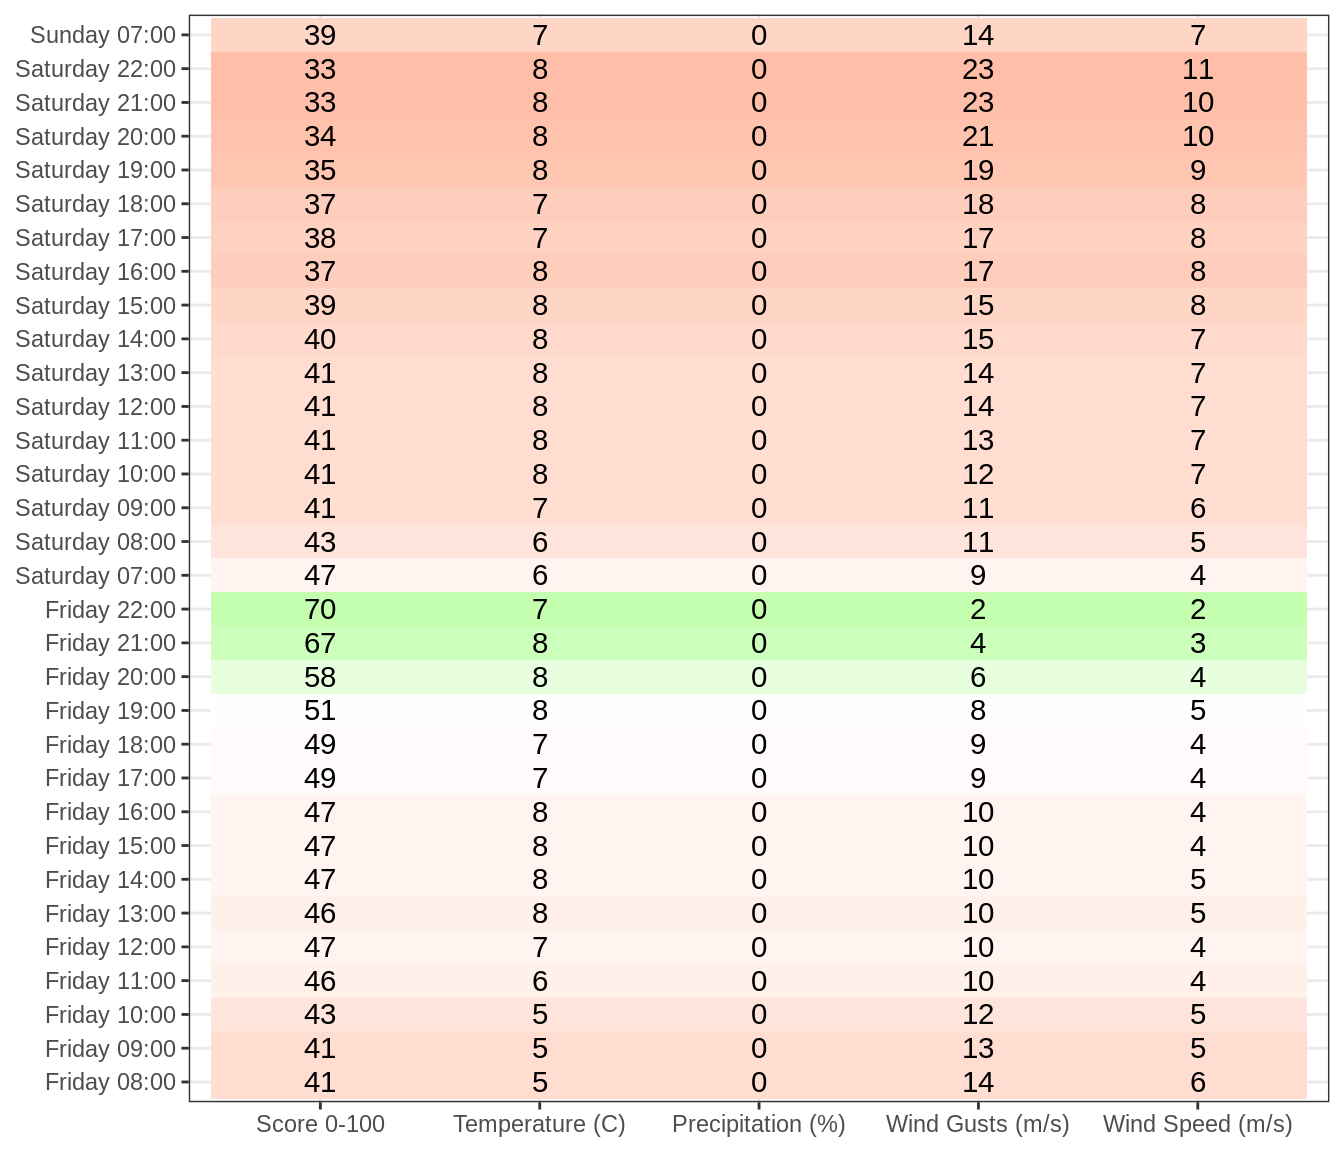 Sunday 07:00 39 7 0 14 7
Saturday 22:00 33 8 0 23 11
Saturday 21:00 33 8 0 23 10
Saturday 20:00 34 8 0 21 10
Saturday 19:00 35 8 0 19 9
Saturday 18:00 37 7 0 18 8
Saturday 17:00 38 7 0 17 8
Saturday 16:00 37 8 0 17 8
Saturday 15:00 39 8 0 15 8
Saturday 14:00 40 8 0 15 7
Saturday 13:00 41 8 0 14 7
Saturday 12:00 41 8 0 14 7
Saturday 11:00 41 8 0 13 7
Saturday 10:00 41 8 0 12 7
Saturday 09:00 41 7 0 11 6
Saturday 08:00 43 6 0 11 5
Saturday 07:00 47 6 0 9 4
Friday 22:00 70 7 0 2 2
Friday 21:00 67 8 0 4 3
Friday 20:00 58 8 0 6 4
Friday 19:00 51 8 0 8 5
Friday 18:00 49 7 0 9 4
Friday 17:00 49 7 0 9 4
Friday 16:00 47 8 0 10 4
Friday 15:00 47 8 0 10 4
Friday 14:00 47 8 0 10 5
Friday 13:00 46 8 0 10 5
Friday 12:00 47 7 0 10 4
Friday 11:00 46 6 0 10 4
Friday 10:00 43 5 0 12 5
Friday 09:00 41 5 0 13 5
Friday 08:00 41 5 0 14 6
Score 0-100 Temperature (C) Precipitation (%) Wind Gusts (m/s) Wind Speed (m/s)